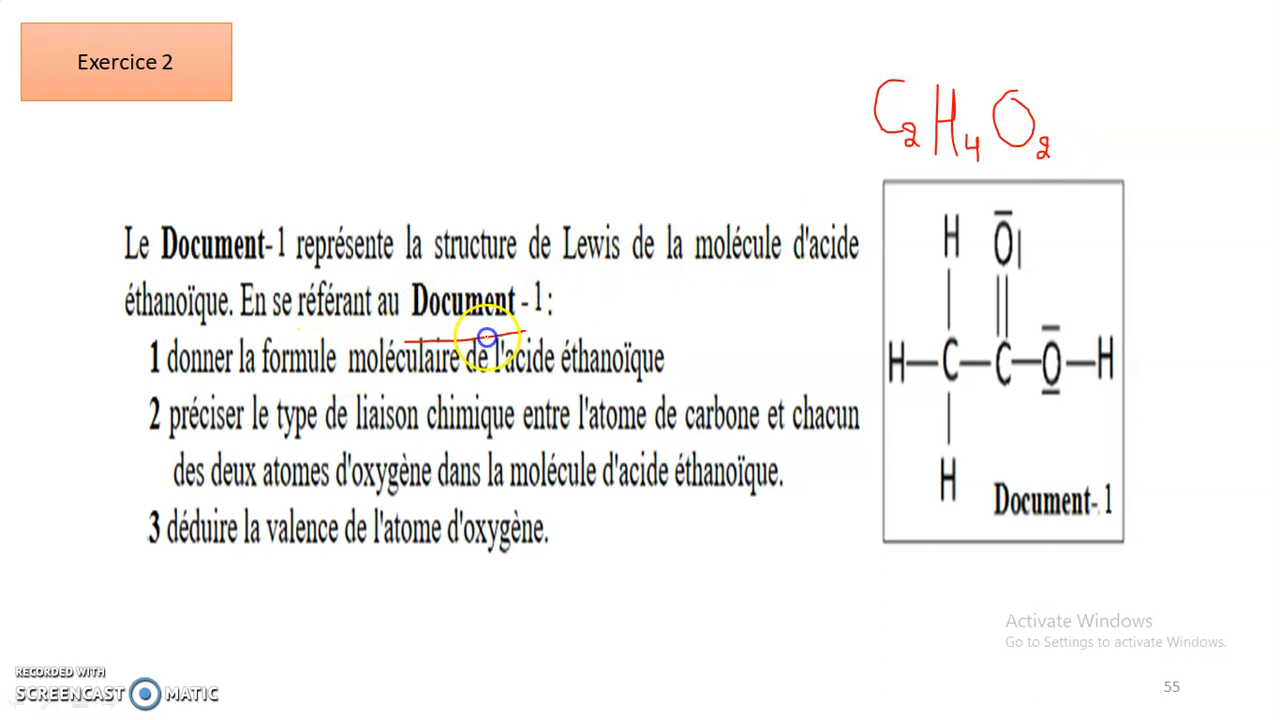 Exercice 2
C2H4O2
Le Document-1 représente la structure de Lewis de la molécule d'acide
éthanoïque. En se référant au Document -1:
1 donner la formule moléculaire de l'acide éthanoïque
2 préciser le type de liaison chimique entre l'atome de carbone et chacun
des deux atomes d'oxygène dans la molécule d'acide éthanoïque.
3 déduire la valence de l'atome d'oxygène.
H O
H C C O H
H
Document-1
Activate Windows
Go to Settings to activate Windows.
RECORDED WITH
SCREENCAST MATIC
55